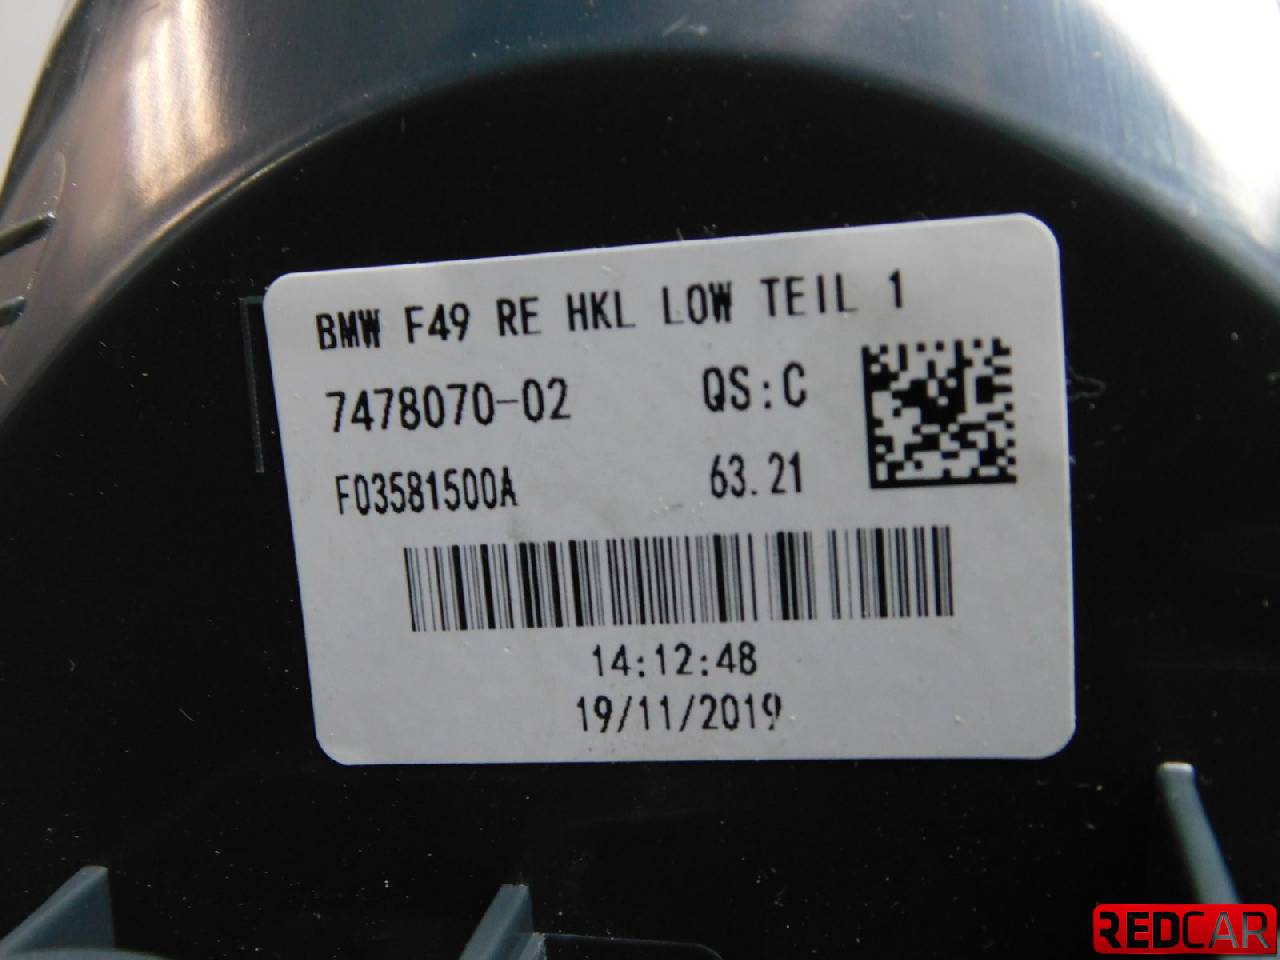 BMW F49 RE HKL LOW TEIL 1
7478070-02 QS:C
F03581500A 63.21
14:12:48
19/11/2019
REDCAR